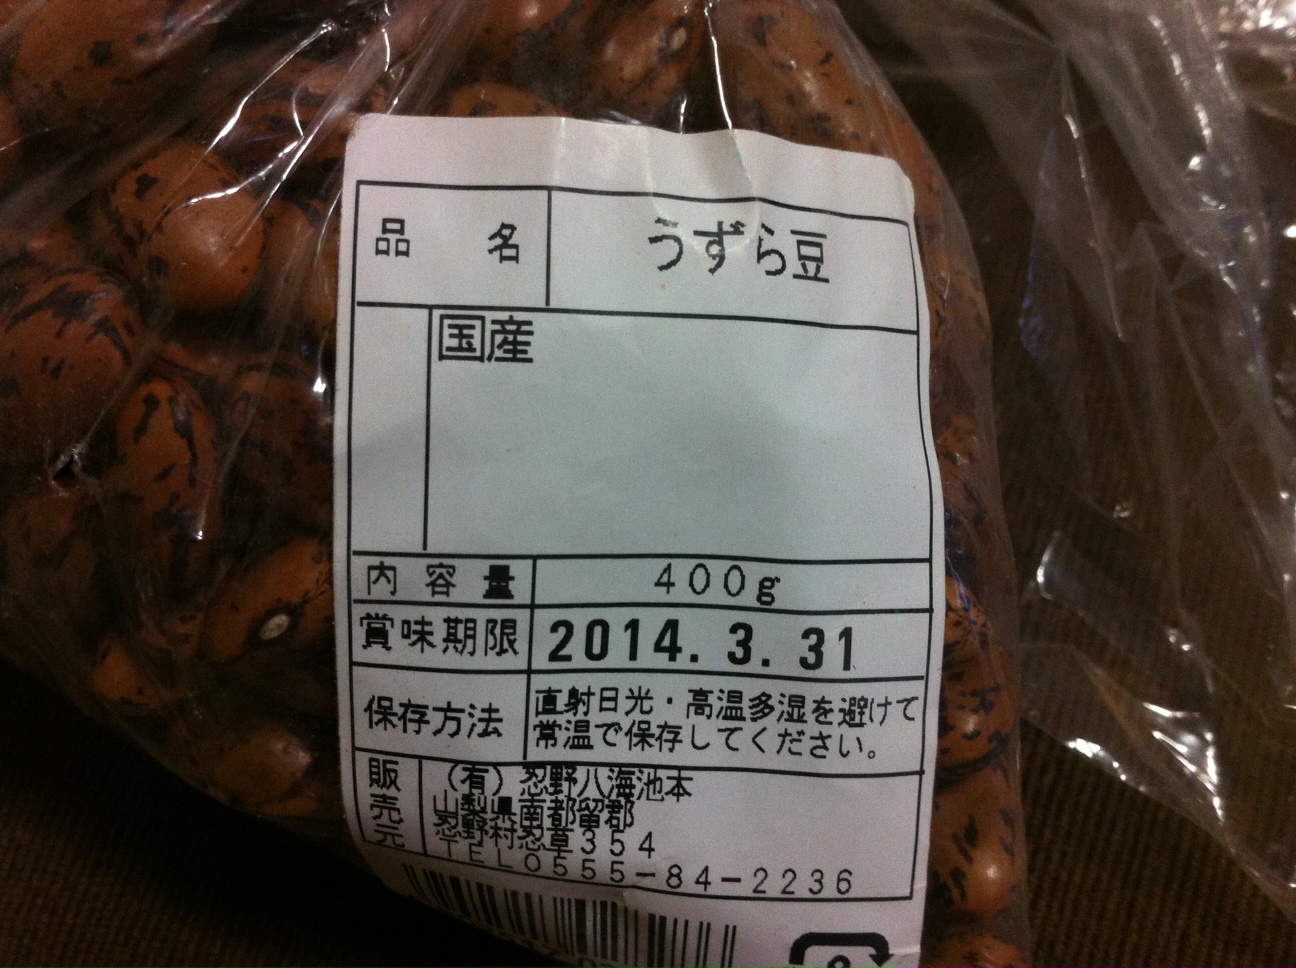 品名 うずら豆
国産
内容量 400g
賞味期限 2014.3.31
保存方法 直射日光・高温多湿を避けて
常温で保存してください。
販売元 (有)忍野八海池本
山梨県南都留郡
忍野村忍草354
TEL0555-84-2236